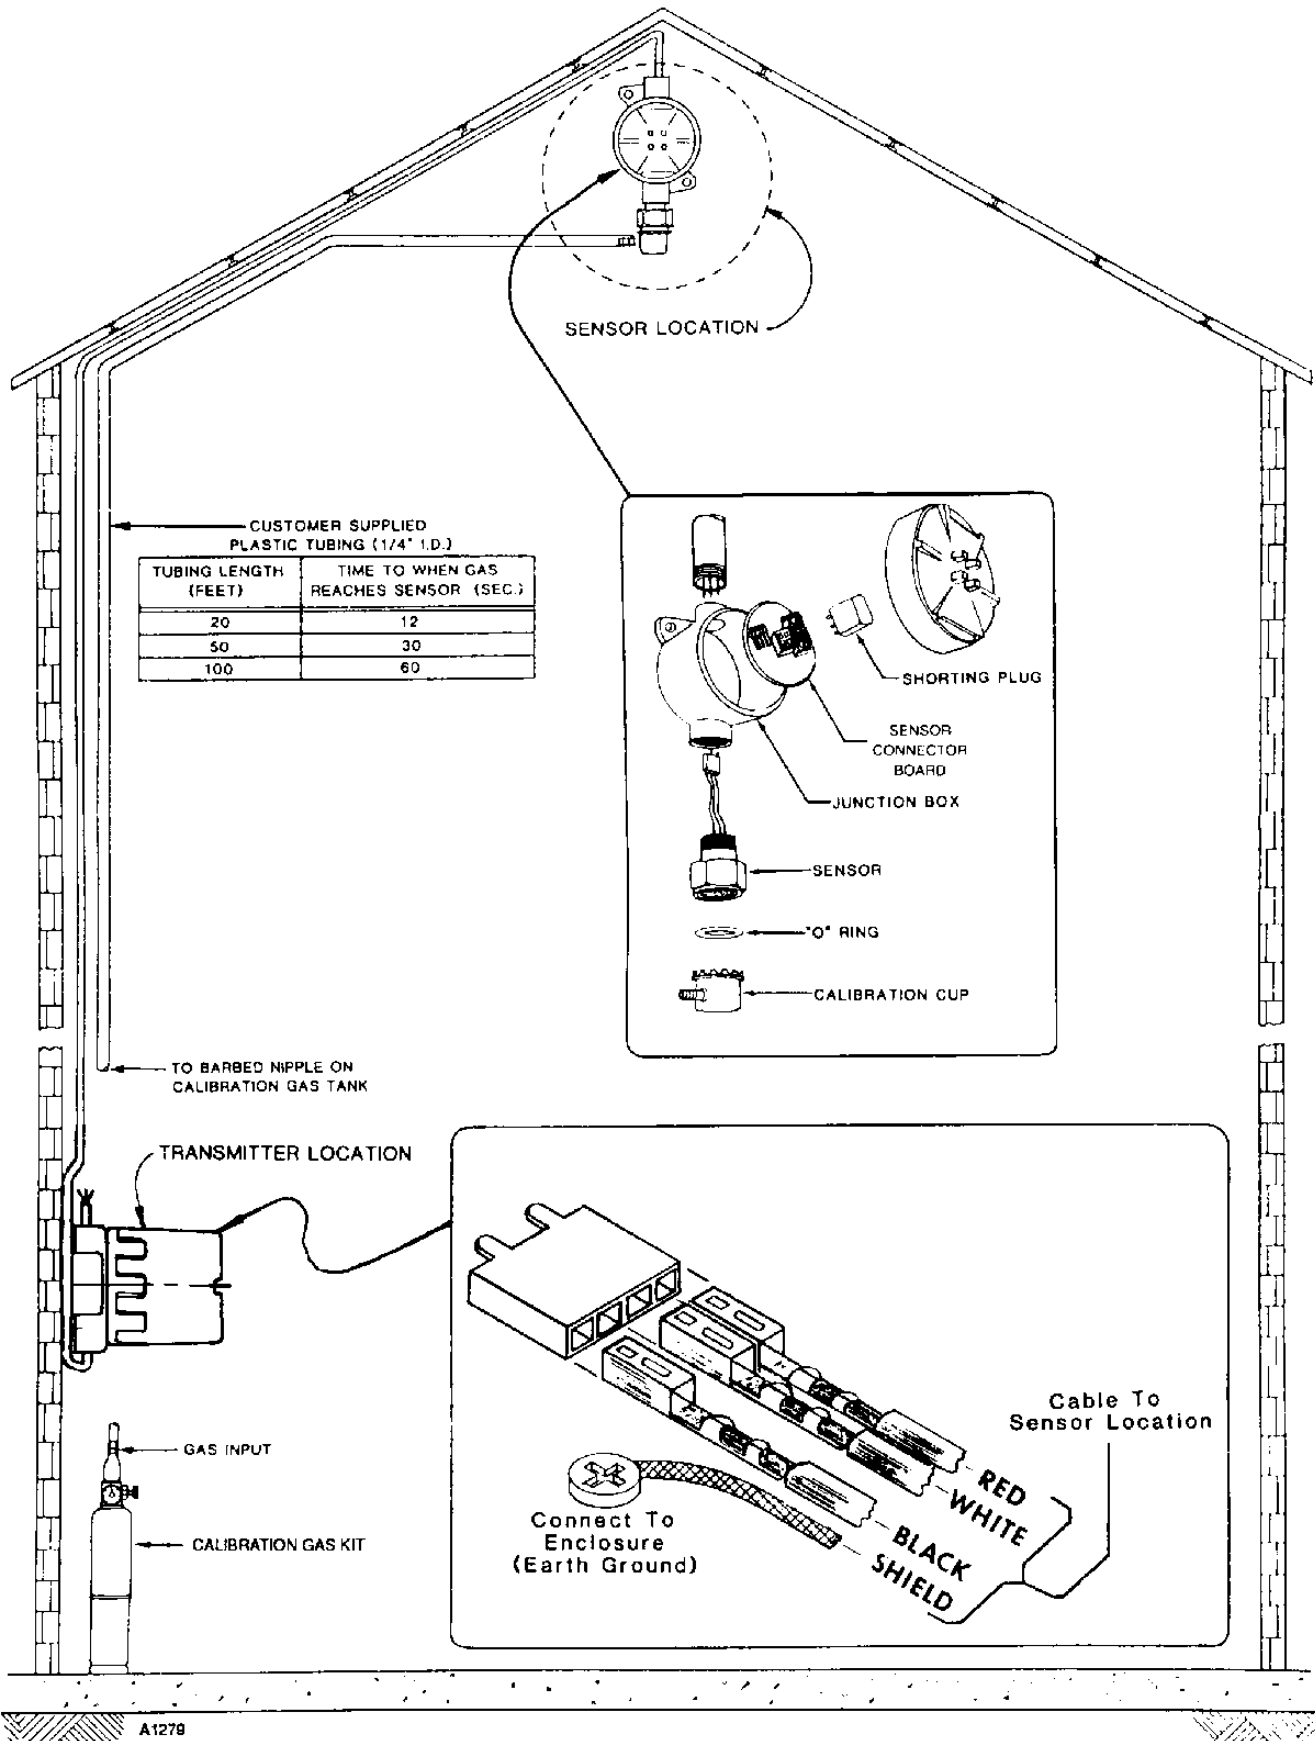 SENSOR LOCATION
CUSTOMER SUPPLIED
PLASTIC TUBING (1/4" I.D.)
TUBING LENGTH
(FEET)
TIME TO WHEN GAS
REACHES SENSOR (SEC.)
20 12
50 30
100 60
SHORTING PLUG
SENSOR
CONNECTOR
BOARD
JUNCTION BOX
SENSOR
"O" RING
CALIBRATION CUP
TO BARBED NIPPLE ON
CALIBRATION GAS TANK
TRANSMITTER LOCATION
Cable To
Sensor Location
RED
WHITE
BLACK
SHIELD
Connect To
Enclosure
(Earth Ground)
GAS INPUT
CALIBRATION GAS KIT
A1279